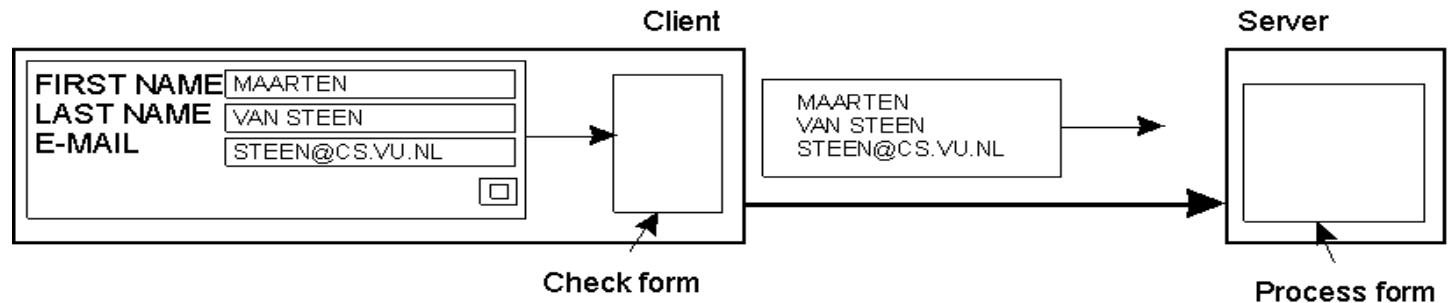 Client
Server
FIRST NAME MAARTEN
LAST NAME VAN STEEN
E-MAIL STEEN@CS.VU.NL
MAARTEN
VAN STEEN
STEEN@CS.VU.NL
Check form
Process form